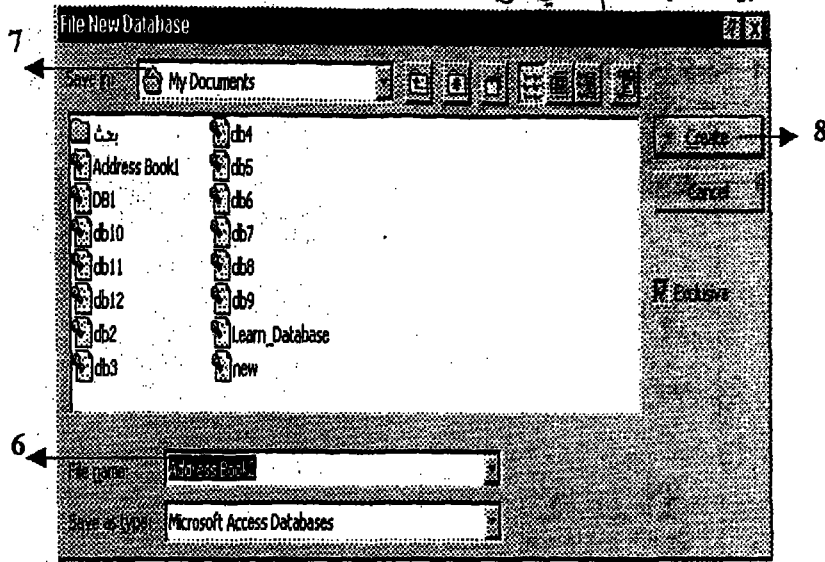 File New Database
7
Save in:
My Documents
بحث
Address Book1
DB1
db10
db11
db12
db2
db3
db4
db5
db6
db7
db8
db9
Learn_Database
new
Create
8
Cancel
Exclusive
6
File name:
Save as type:
Microsoft Access Databases